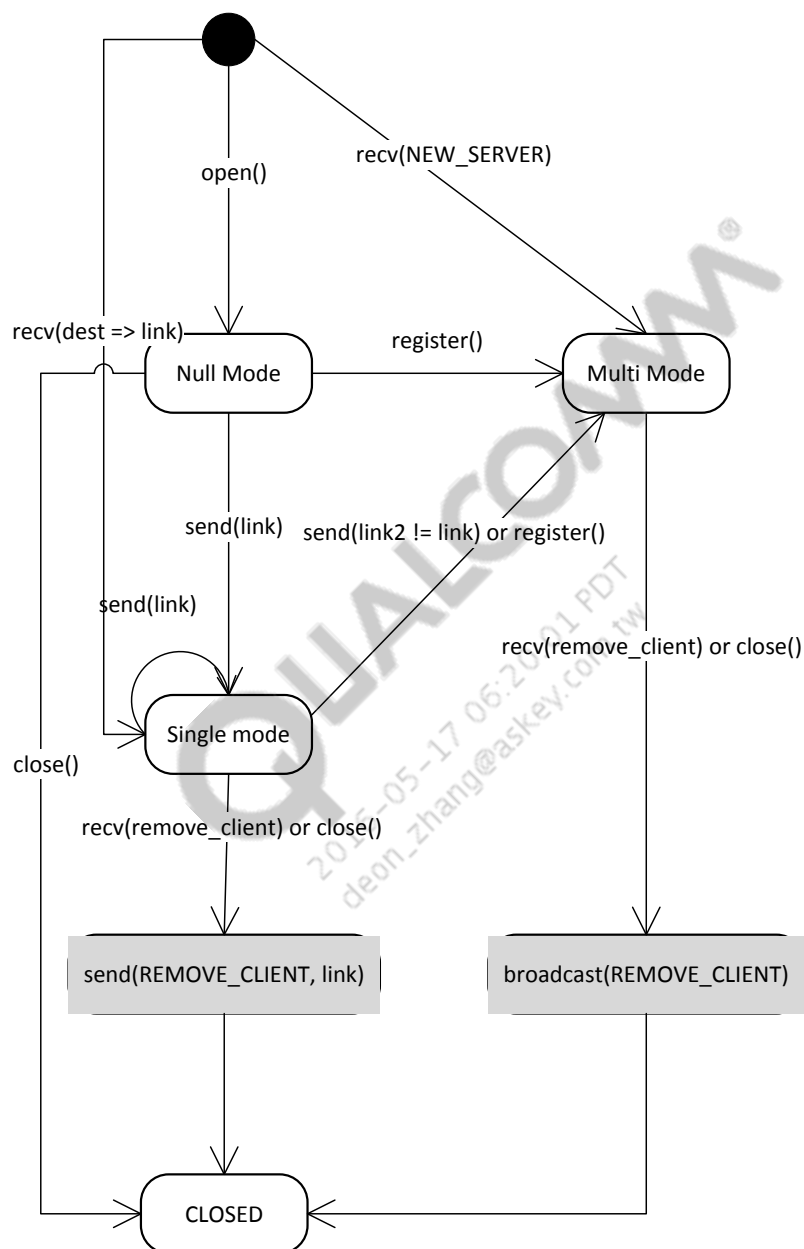 recv(NEW_SERVER)
open()
recv(dest => link)
register()
Null Mode
Multi Mode
send(link)
send(link2 != link) or register()
send(link)
recv(remove_client) or close()
Single mode
close()
recv(remove_client) or close()
send(REMOVE_CLIENT, link)
broadcast(REMOVE_CLIENT)
CLOSED
QUALCOMM®
2016-05-17 06:20:01 PDT
deon_zhang@askey.com.tw